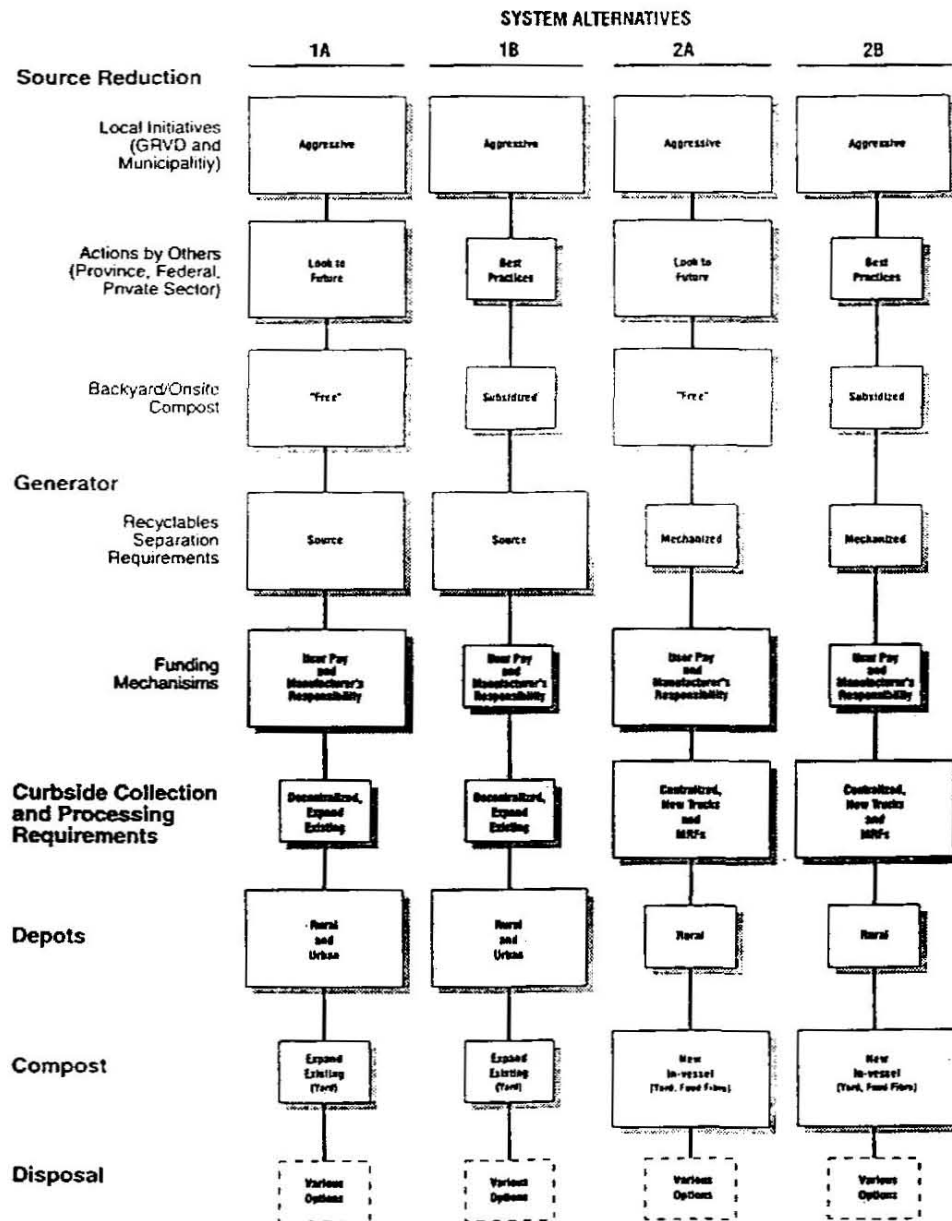 SYSTEM ALTERNATIVES
1A 1B 2A 2B
Source Reduction
Local Initiatives
(GRVD and
Municipalitiy)
Aggressive Aggressive Aggressive Aggressive
Actions by Others
(Province, Federal,
Private Sector)
Look to
Future
Best
Practices
Look to
Future
Best
Practices
Backyard/Onsite
Compost
"Free" Subsidized "Free" Subsidized
Generator
Recyclables
Separation
Requirements
Source Source Mechanized Mechanized
Funding
Mechanisims
User Pay
and
Manufacturer's
Responsibility
User Pay
and
Manufacturer's
Responsibility
User Pay
and
Manufacturer's
Responsibility
User Pay
and
Manufacturer's
Responsibility
Curbside Collection
and Processing
Requirements
Decentralized,
Expand
Existing
Decentralized,
Expand
Existing
Centralized,
New Trucks
and
MRFs
Centralized,
New Trucks
and
MRFs
Depots
Rural
and
Urban
Rural
and
Urban
Rural
Rural
Compost
Expand
Existing
(Yard)
Expand
Existing
(Yard)
New
In-vessel
(Yard, Food Fibre)
New
In-vessel
(Yard, Food Fibre)
Disposal
Various
Options
Various
Options
Various
Options
Various
Options